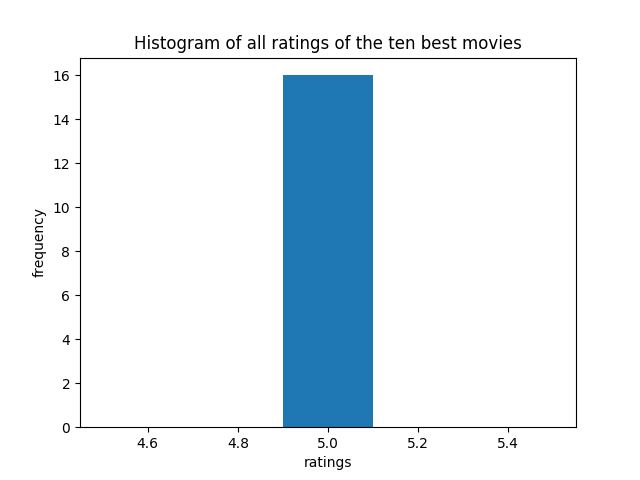 Histogram of all ratings of the ten best movies
16
14
12
10
8
6
4
2
0
frequency
4.6 4.8 5.0 5.2 5.4
ratings